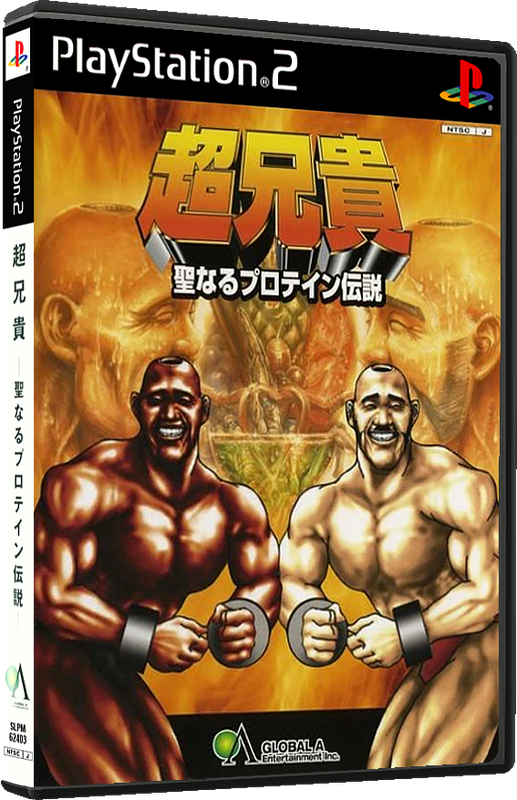 PlayStation®2
NTSC J
超兄貴
聖なるプロテイン伝説
GLOBAL A
Entertainment Inc.
PlayStation®2
超兄貴
─聖なるプロテイン伝説─
SLPM
62403
NTSC J